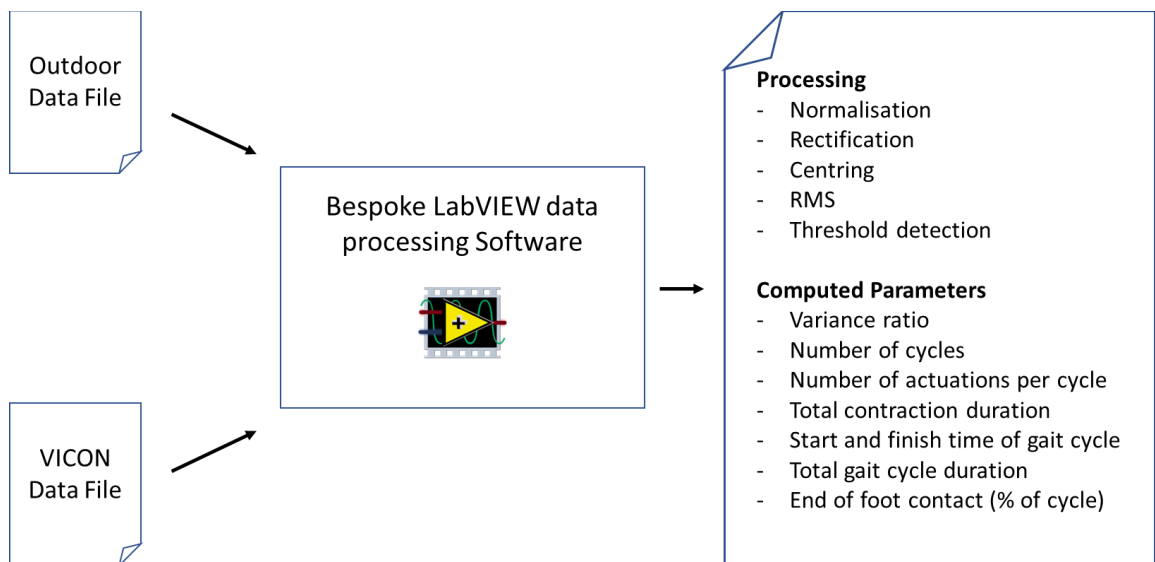 Outdoor
Data File
Bespoke LabVIEW data
processing Software
VICON
Data File
Processing
- Normalisation
- Rectification
- Centring
- RMS
- Threshold detection
Computed Parameters
- Variance ratio
- Number of cycles
- Number of actuations per cycle
- Total contraction duration
- Start and finish time of gait cycle
- Total gait cycle duration
- End of foot contact (% of cycle)